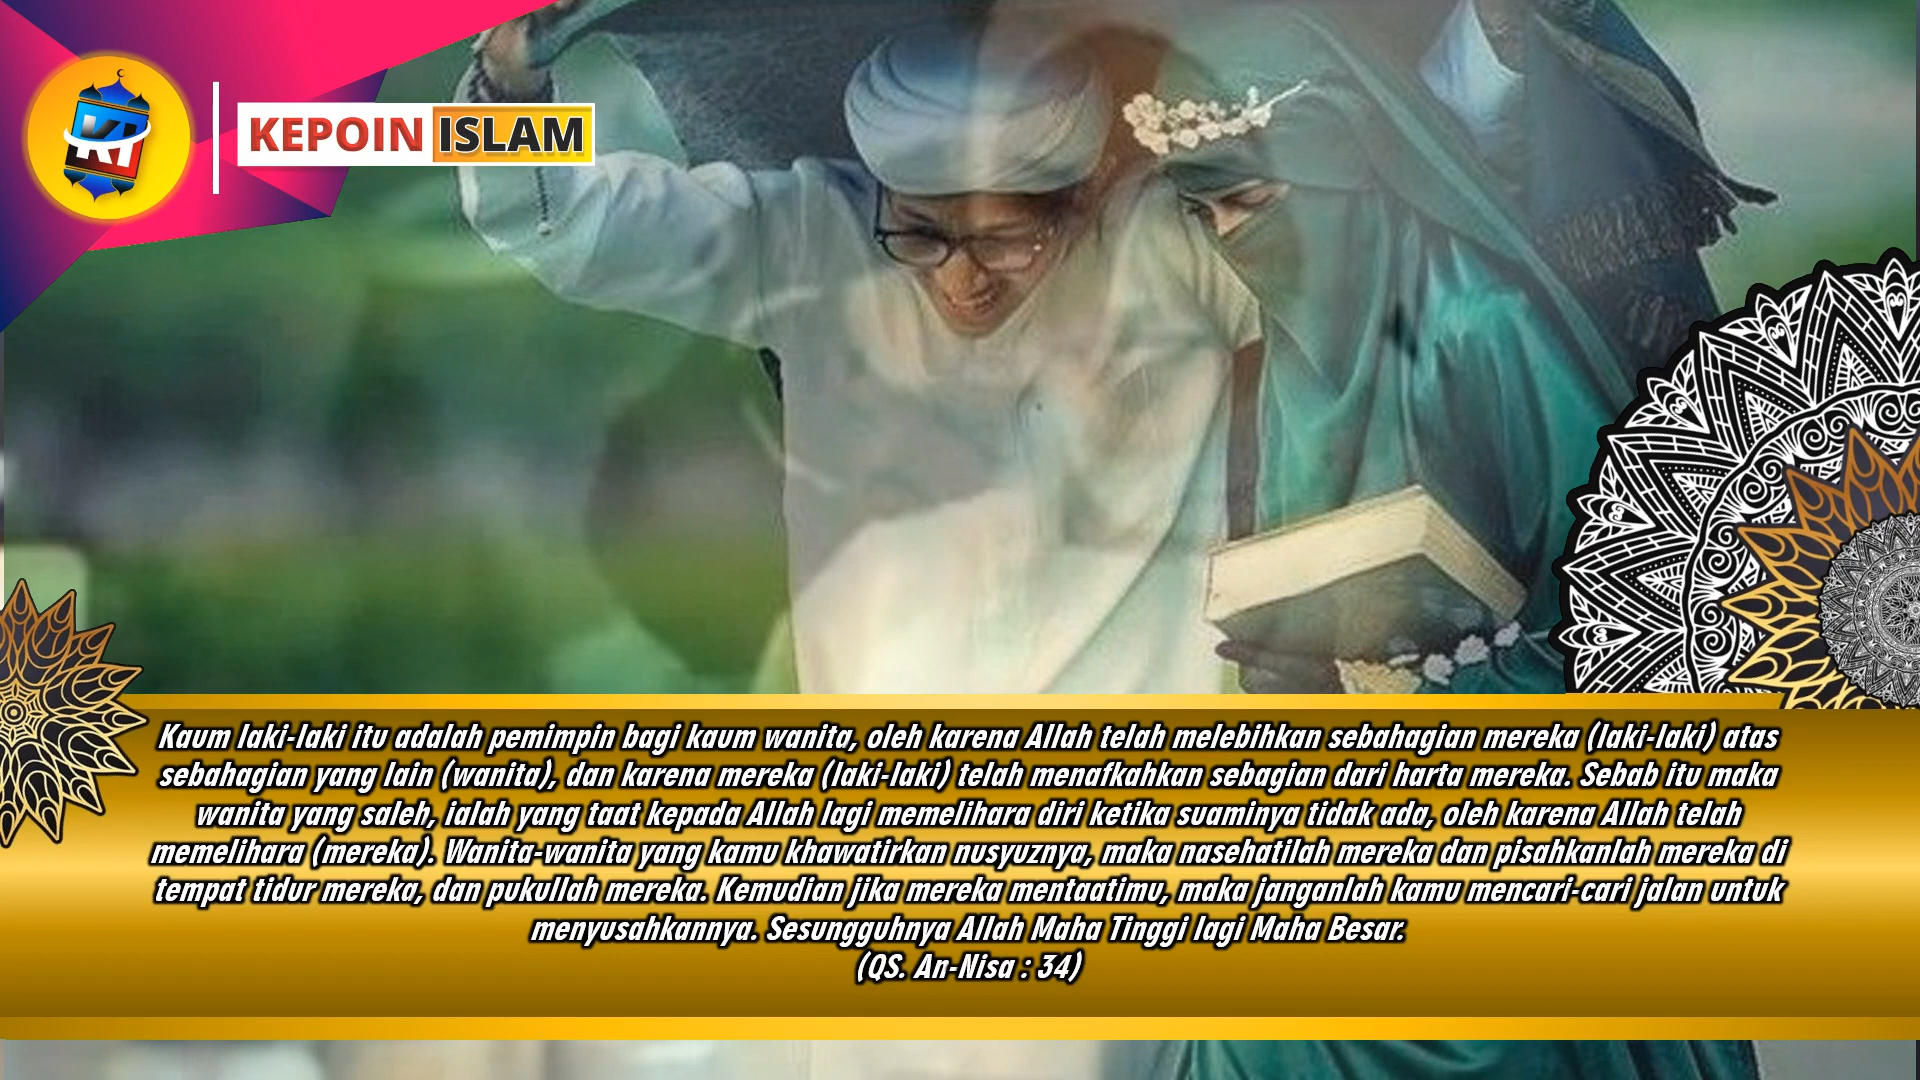 KI
KEPOIN ISLAM
Kaum laki-laki itu adalah pemimpin bagi kaum wanita, oleh karena Allah telah melebihkan sebahagian mereka (laki-laki) atas
sebahagian yang lain (wanita), dan karena mereka (laki-laki) telah menafkahkan sebagian dari harta mereka. Sebab itu maka
wanita yang saleh, ialah yang taat kepada Allah lagi memelihara diri ketika suaminya tidak ada, oleh karena Allah telah
memelihara (mereka). Wanita-wanita yang kamu khawatirkan nusyuznya, maka nasehatilah mereka dan pisahkanlah mereka di
tempat tidur mereka, dan pukullah mereka. Kemudian jika mereka mentaatimu, maka janganlah kamu mencari-cari jalan untuk
menyusahkannya. Sesungguhnya Allah Maha Tinggi lagi Maha Besar.
(QS. An-Nisa : 34)